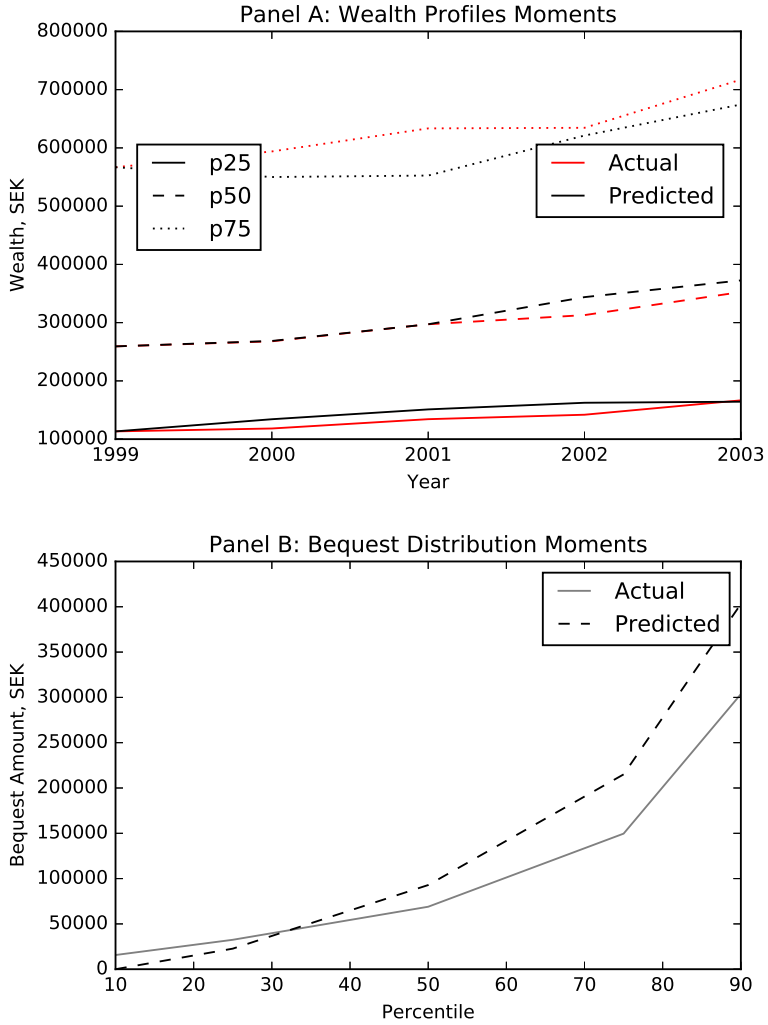 Panel A: Wealth Profiles Moments
800000
700000
600000
500000
400000
300000
200000
100000
Wealth, SEK
p25
p50
p75
Actual
Predicted
1999 2000 2001 2002 2003
Year
Panel B: Bequest Distribution Moments
450000
400000
350000
300000
250000
200000
150000
100000
50000
0
Bequest Amount, SEK
Actual
Predicted
10 20 30 40 50 60 70 80 90
Percentile